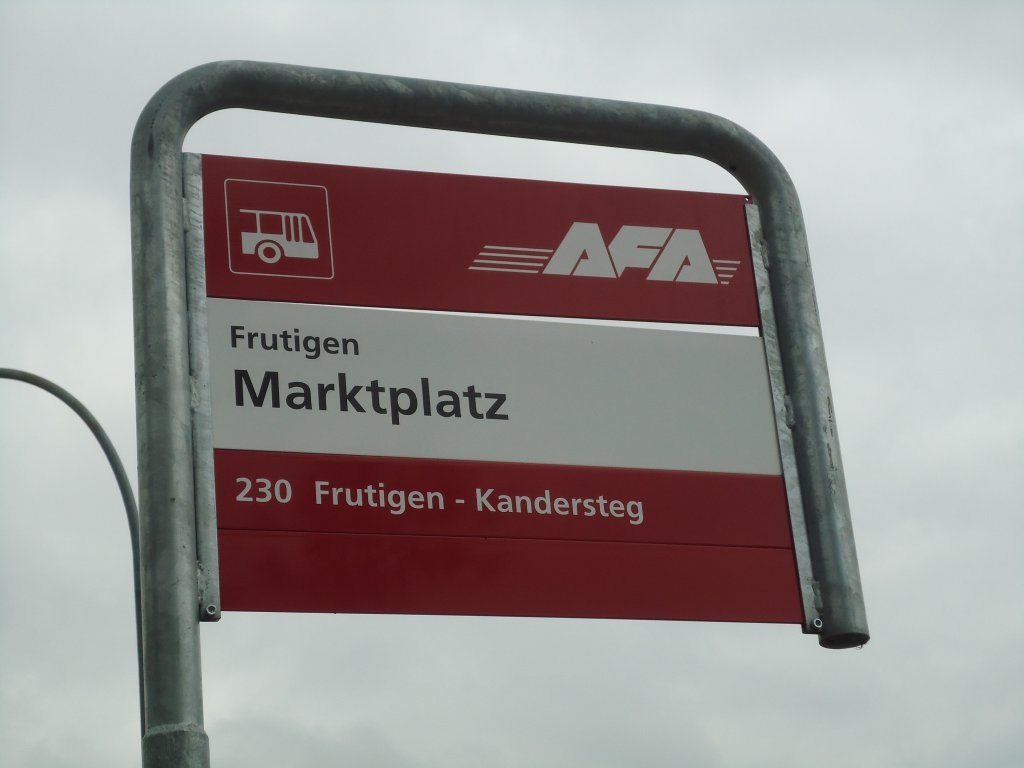 AFA
Frutigen
Marktplatz
230 Frutigen - Kandersteg